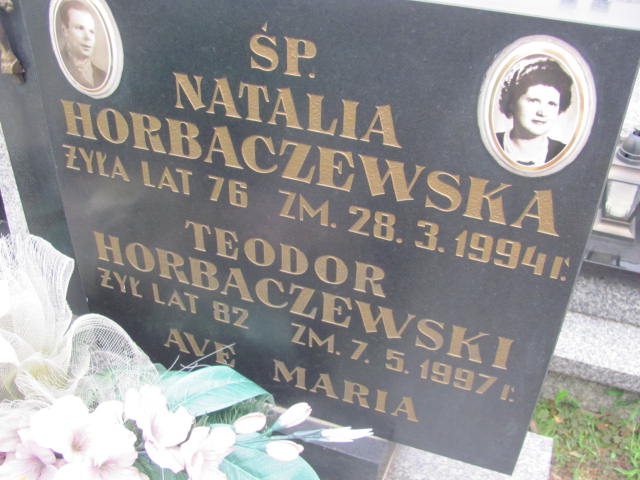 ŚP.
NATALIA
HORBACZEWSKA
ŻYŁA LAT 76 ZM. 28. 3. 1994 r.
TEODOR
HORBACZEWSKI
ŻYŁ LAT 82 ZM. 7. 5. 1997 r.
AVE MARIA